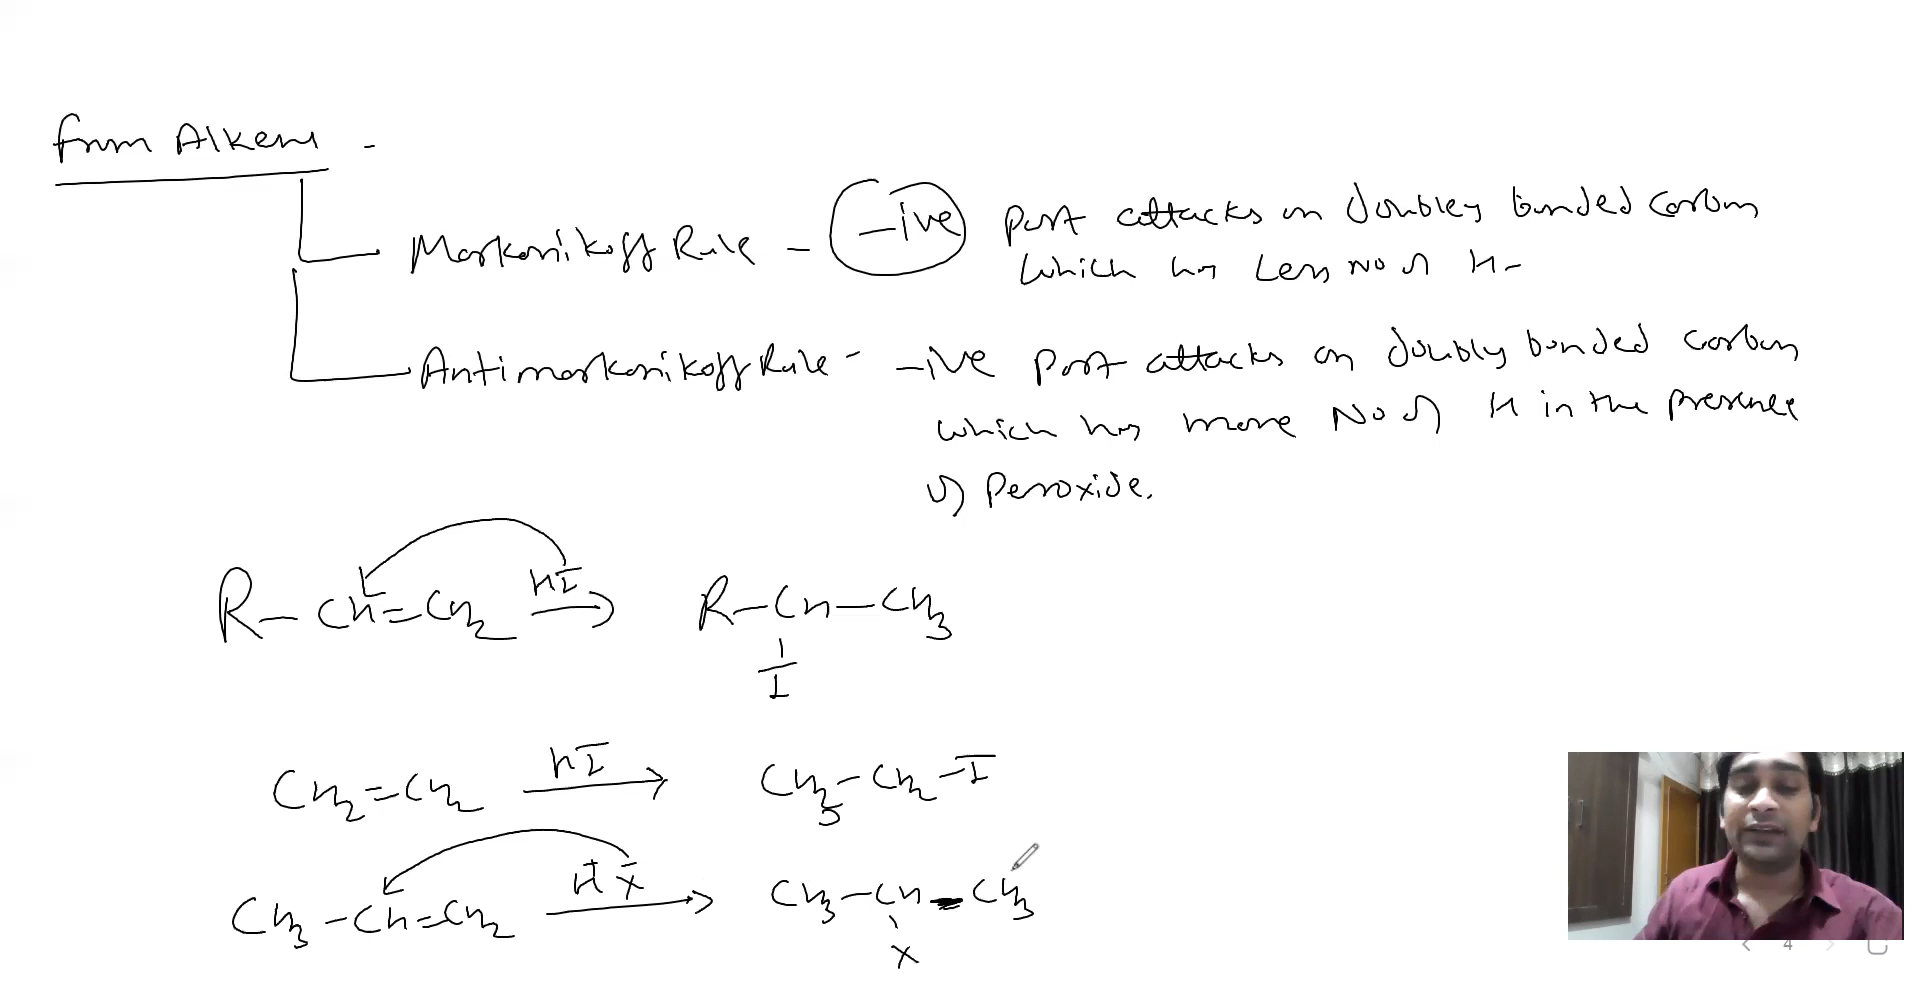 from Alkene -
Markonikoff Rule - -ive part attacks on doubley bonded carbon
which has Less No of H-
Antimarkonikoff Rule - -ive part attacks on doubly bonded carbon
which has more No of H in the presence
of Peroxide.
R-CH=CH2 HI → R-CH-CH3
I
CH2=CH2 HI → CH3-CH2-I
CH3-CH=CH2 H+ X- → CH3-CH-CH3
X
4